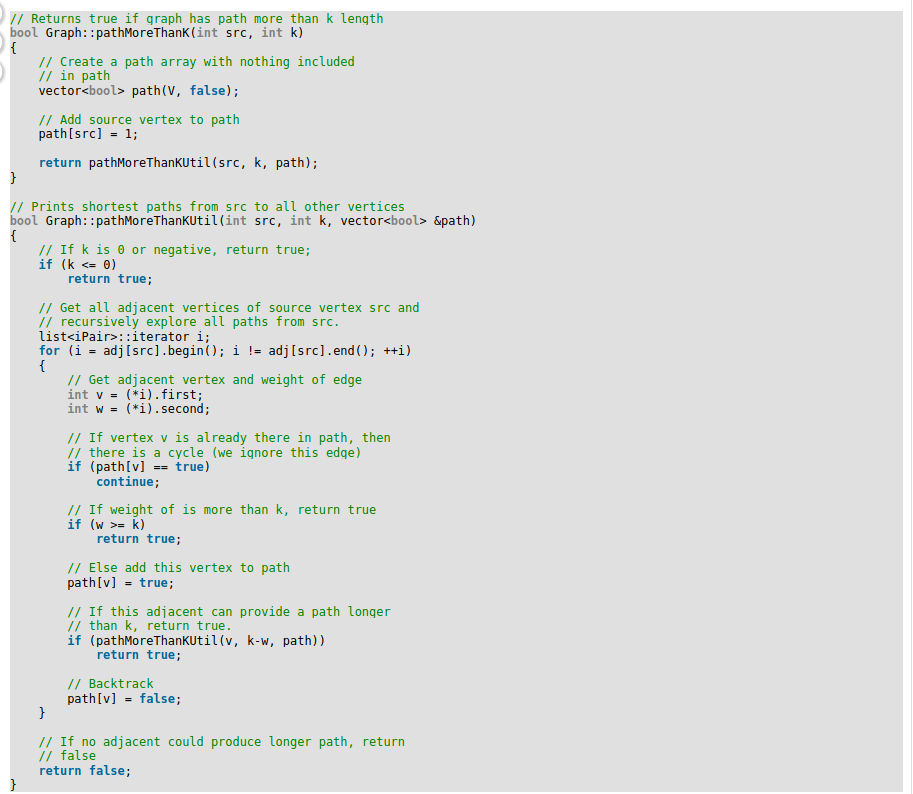 // Returns true if graph has path more than k length
bool Graph::pathMoreThanK(int src, int k)
{
    // Create a path array with nothing included
    // in path
    vector<bool> path(V, false);

    // Add source vertex to path
    path[src] = 1;

    return pathMoreThanKUtil(src, k, path);
}

// Prints shortest paths from src to all other vertices
bool Graph::pathMoreThanKUtil(int src, int k, vector<bool> &path)
{
    // If k is 0 or negative, return true;
    if (k <= 0)
        return true;

    // Get all adjacent vertices of source vertex src and
    // recursively explore all paths from src.
    list<iPair>::iterator i;
    for (i = adj[src].begin(); i != adj[src].end(); ++i)
    {
        // Get adjacent vertex and weight of edge
        int v = (*i).first;
        int w = (*i).second;

        // If vertex v is already there in path, then
        // there is a cycle (we ignore this edge)
        if (path[v] == true)
            continue;

        // If weight of is more than k, return true
        if (w >= k)
            return true;

        // Else add this vertex to path
        path[v] = true;

        // If this adjacent can provide a path longer
        // than k, return true.
        if (pathMoreThanKUtil(v, k-w, path))
            return true;

        // Backtrack
        path[v] = false;
    }

    // If no adjacent could produce longer path, return
    // false
    return false;
}